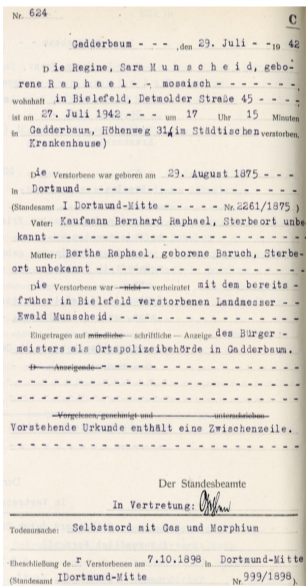 Nr. 624
C
Gadderbaum - - - , den 29. Juli - -19 42
Die Regine, Sara Munscheid, gebo-
rene Raphael - -, mosaisch - - - - - - - -,
wohnhaft in Bielefeld, Detmolder Straße 45 - - - -,
ist am 27. Juli 1942 - - - um 17 Uhr 15 Minuten
in Gadderbaum, Höhenweg 31 (im Städtischen verstorben.
Krankenhause)
Die Verstorbene war geboren am 29. August 1875 - - - -
in Dortmund - - - - - - - - - - - - - - - -
(Standesamt I Dortmund-Mitte - - - - - Nr. 2261/1875 )
Vater: Kaufmann Bernhard Raphael, Sterbeort unbe-
kannt - - - - - - - - - - - - - - - - - -
Mutter: Bertha Raphael, geborene Baruch, Sterbe-
ort unbekannt - - - - - - - - - - - - - - -
Die Verstorbene war — nicht — verheiratet mit dem bereits -
früher in Bielefeld verstorbenen Landmesser - -
Ewald Munscheid. - - - - - - - - - - - - - -
Eingetragen auf mündliche — schriftliche — Anzeige des Bürger -
meisters als Ortspolizeibehörde in Gadderbaum.
D Anzeigende - - - - - - - - - - - - - -
- - - - - - - - - - - - - - - - - - - -
- - - - - - - - - - - - - - - - - - - -
Vorgelesen, genehmigt und unterschrieben
Vorstehende Urkunde enthält eine Zwischenzeile.
- - - - - - - - - - - - - - - - - - - -
Der Standesbeamte
In Vertretung:
Todesursache: Selbstmord mit Gas und Morphium
Eheschließung der Verstorbenen am 7.10.1898 in Dortmund-Mitte
(Standesamt I Dortmund-Mitte Nr. 999/1898)